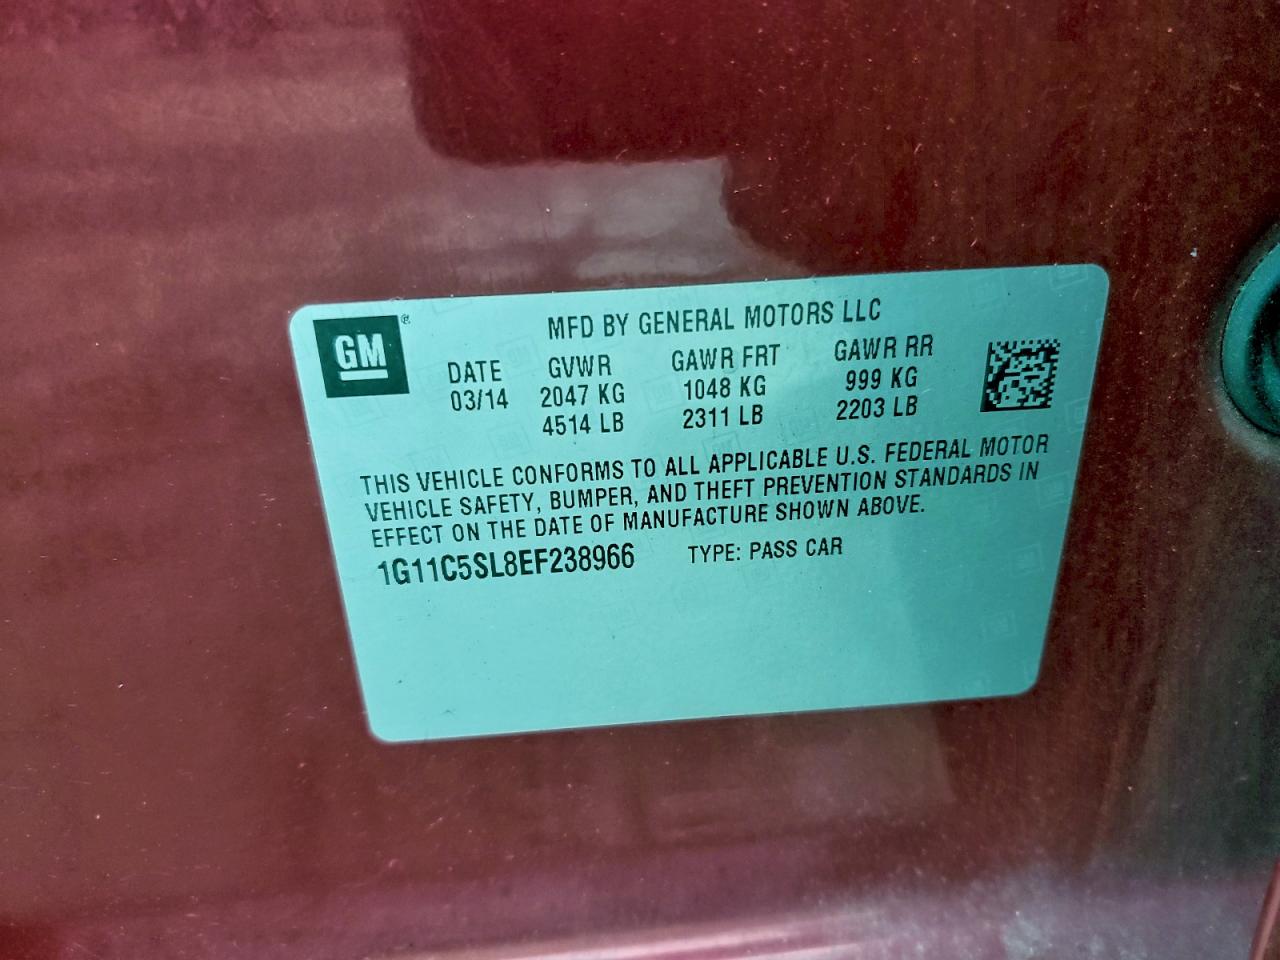 GM®
MFD BY GENERAL MOTORS LLC
DATE GVWR GAWR FRT GAWR RR
03/14 2047 KG 1048 KG 999 KG
4514 LB 2311 LB 2203 LB
THIS VEHICLE CONFORMS TO ALL APPLICABLE U.S. FEDERAL MOTOR
VEHICLE SAFETY, BUMPER, AND THEFT PREVENTION STANDARDS IN
EFFECT ON THE DATE OF MANUFACTURE SHOWN ABOVE.
1G11C5SL8EF238966 TYPE: PASS CAR